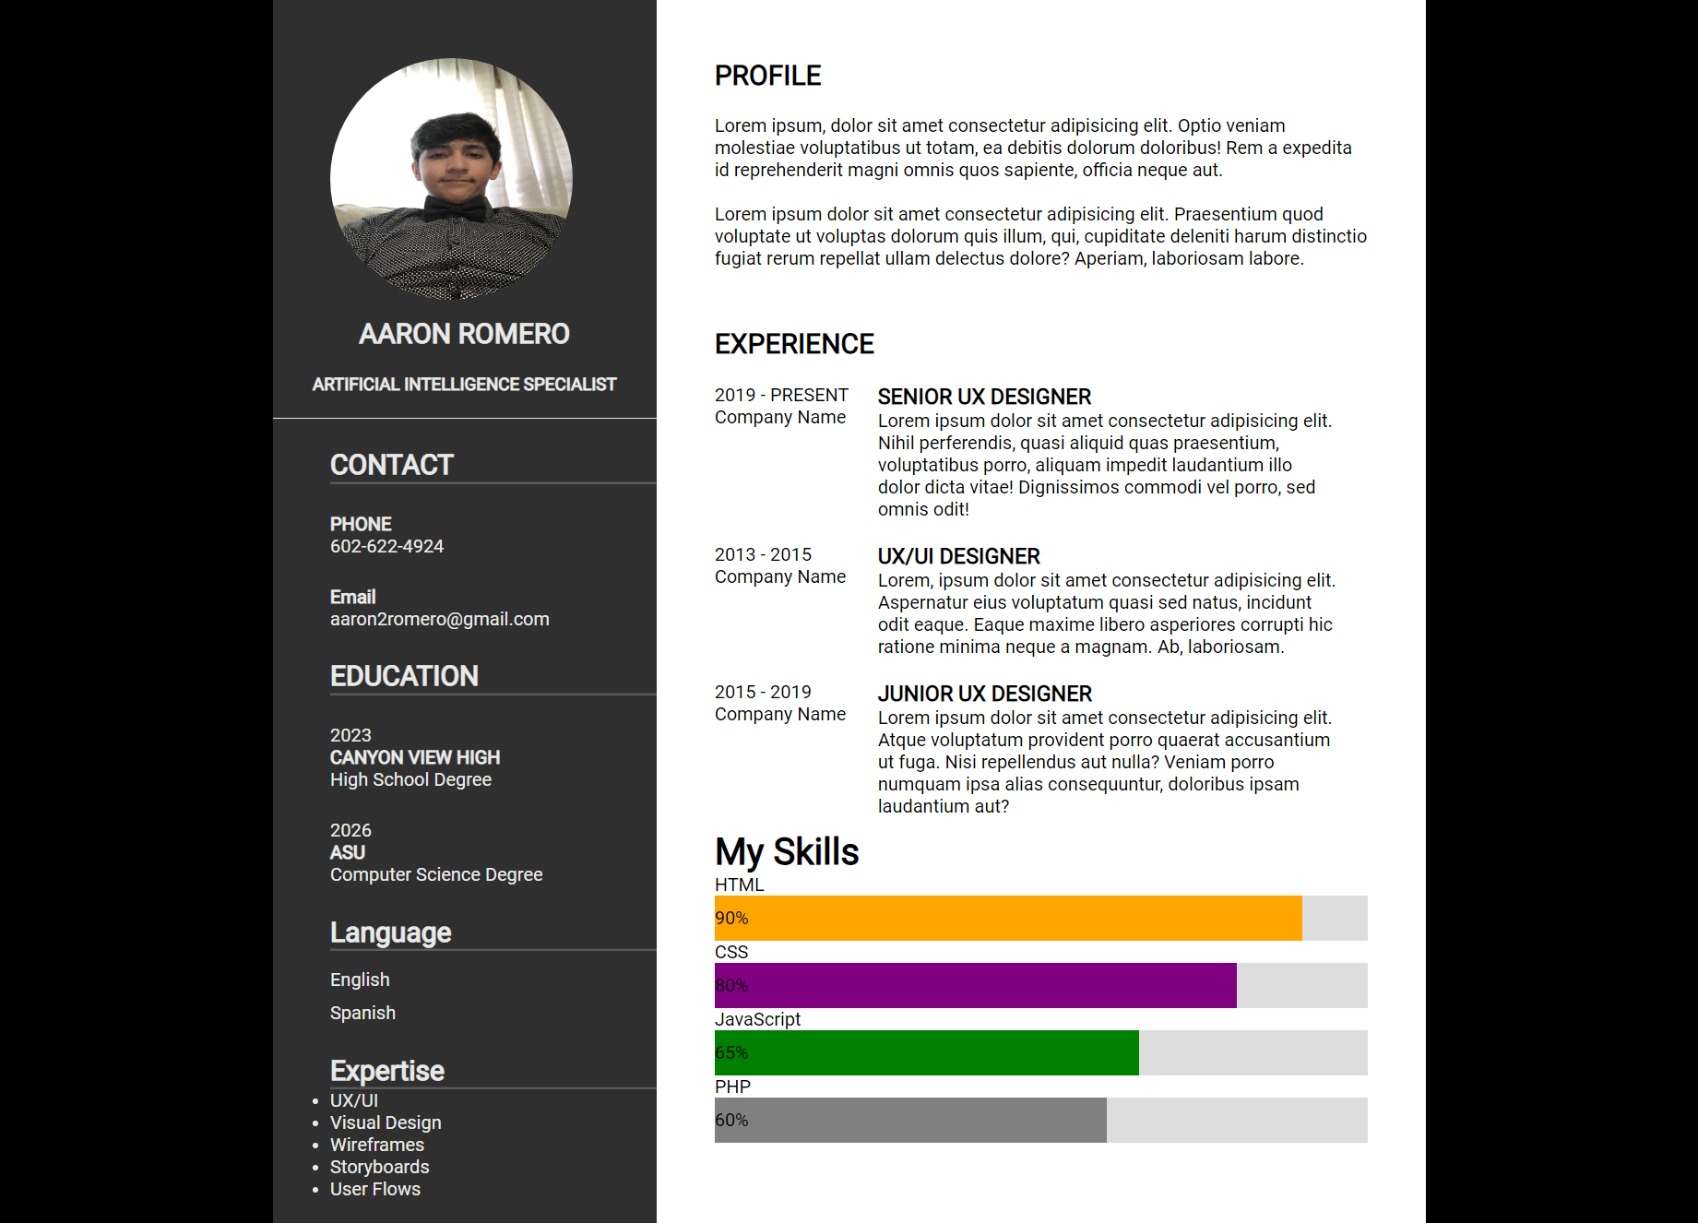 AARON ROMERO
ARTIFICIAL INTELLIGENCE SPECIALIST
CONTACT
PHONE
602-622-4924
Email
aaron2romero@gmail.com
EDUCATION
2023
CANYON VIEW HIGH
High School Degree
2026
ASU
Computer Science Degree
Language
English
Spanish
Expertise
• UX/UI
• Visual Design
• Wireframes
• Storyboards
• User Flows
PROFILE
Lorem ipsum, dolor sit amet consectetur adipisicing elit. Optio veniam
molestiae voluptatibus ut totam, ea debitis dolorum doloribus! Rem a expedita
id reprehenderit magni omnis quos sapiente, officia neque aut.
Lorem ipsum dolor sit amet consectetur adipisicing elit. Praesentium quod
voluptate ut voluptas dolorum quis illum, qui, cupiditate deleniti harum distinctio
fugiat rerum repellat ullam delectus dolore? Aperiam, laboriosam labore.
EXPERIENCE
2019 - PRESENT
Company Name
SENIOR UX DESIGNER
Lorem ipsum dolor sit amet consectetur adipisicing elit.
Nihil perferendis, quasi aliquid quas praesentium,
voluptatibus porro, aliquam impedit laudantium illo
dolor dicta vitae! Dignissimos commodi vel porro, sed
omnis odit!
2013 - 2015
Company Name
UX/UI DESIGNER
Lorem, ipsum dolor sit amet consectetur adipisicing elit.
Aspernatur eius voluptatum quasi sed natus, incidunt
odit eaque. Eaque maxime libero asperiores corrupti hic
ratione minima neque a magnam. Ab, laboriosam.
2015 - 2019
Company Name
JUNIOR UX DESIGNER
Lorem ipsum dolor sit amet consectetur adipisicing elit.
Atque voluptatum provident porro quaerat accusantium
ut fuga. Nisi repellendus aut nulla? Veniam porro
numquam ipsa alias consequuntur, doloribus ipsam
laudantium aut?
My Skills
HTML
90%
CSS
80%
JavaScript
65%
PHP
60%